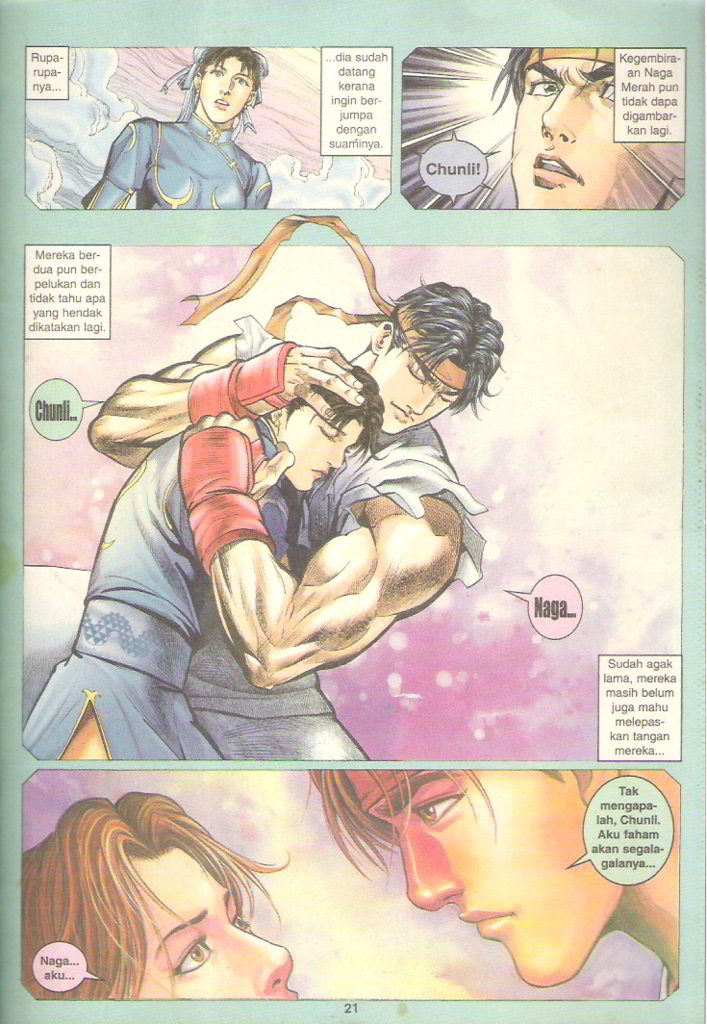 Rupa-
rupa-
nya...
...dia sudah
datang
kerana
ingin ber-
jumpa
dengan
suaminya.
Kegembira-
an Naga
Merah pun
tidak dapa
digambar-
kan lagi.
Chunli!
Mereka ber-
dua pun ber-
pelukan dan
tidak tahu apa
yang hendak
dikatakan lagi.
Chunli...
Naga...
Sudah agak
lama, mereka
masih belum
juga mahu
melepas-
kan tangan
mereka...
Tak
mengapa-
lah, Chunli.
Aku faham
akan segala-
galanya...
Naga...
aku...
21